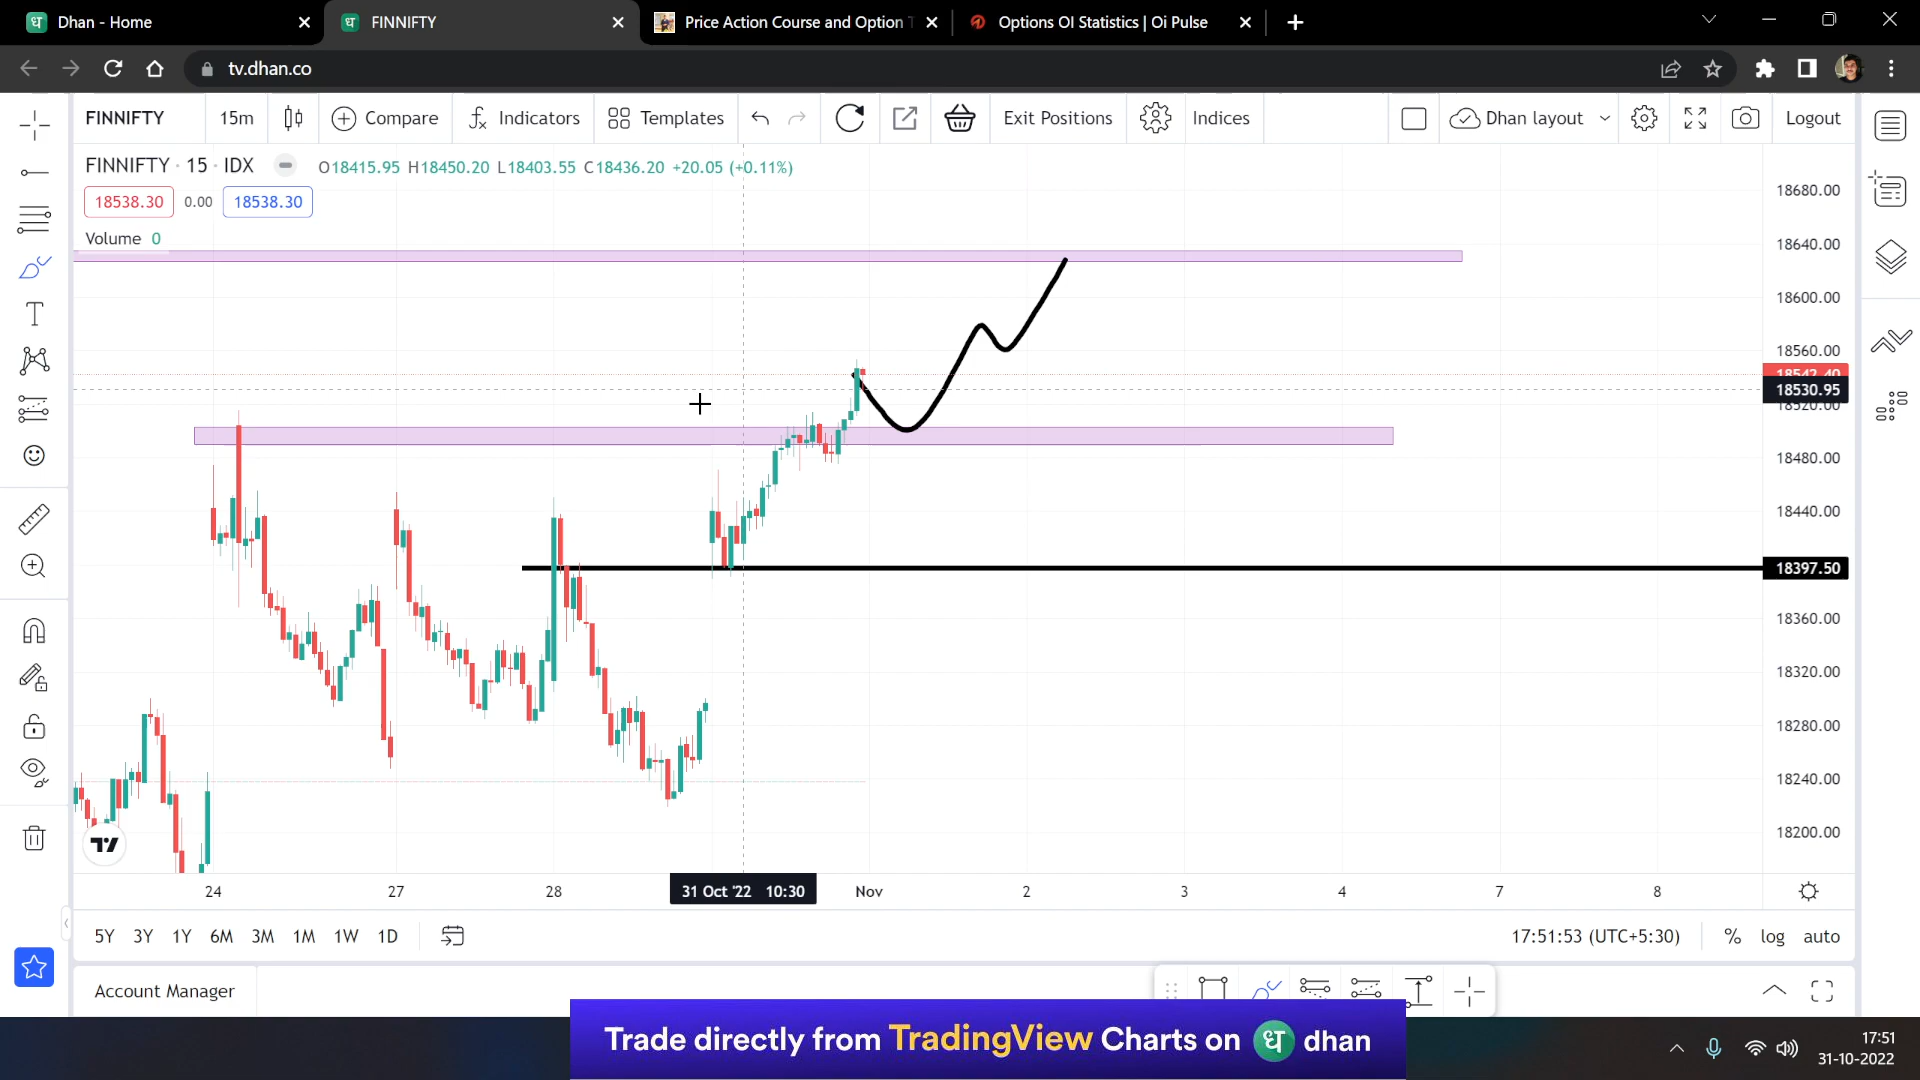 Dhan - Home
FINNIFTY
Price Action Course and Option T
Options OI Statistics | Oi Pulse
tv.dhan.co
FINNIFTY 15m Compare Indicators Templates Exit Positions Indices Dhan layout Logout
FINNIFTY · 15 · IDX O18415.95 H18450.20 L18403.55 C18436.20 +20.05 (+0.11%)
18538.30 0.00 18538.30
Volume 0
18680.00
18640.00
18600.00
18560.00
18542.40
18530.95
18520.00
18480.00
18440.00
18397.50
18360.00
18320.00
18280.00
18240.00
18200.00
24 27 28 31 Oct '22 10:30 Nov 2 3 4 7 8
5Y 3Y 1Y 6M 3M 1M 1W 1D 17:51:53 (UTC+5:30) % log auto
Account Manager
Trade directly from TradingView Charts on ध dhan
17:51
31-10-2022